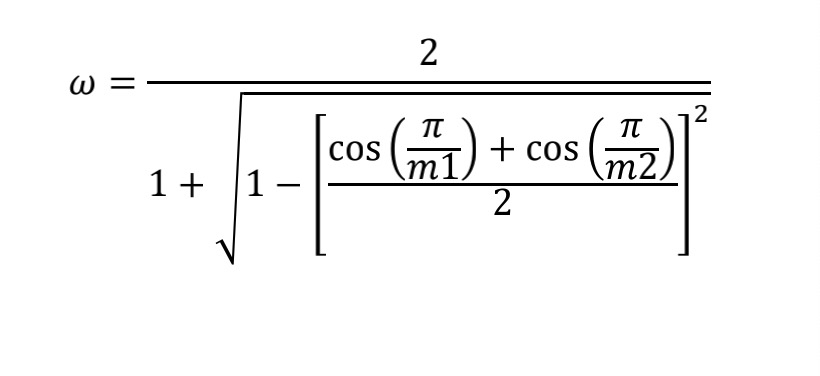 ω = 2 / (1 + √(1 − [(cos(π/m1) + cos(π/m2))/2]²))